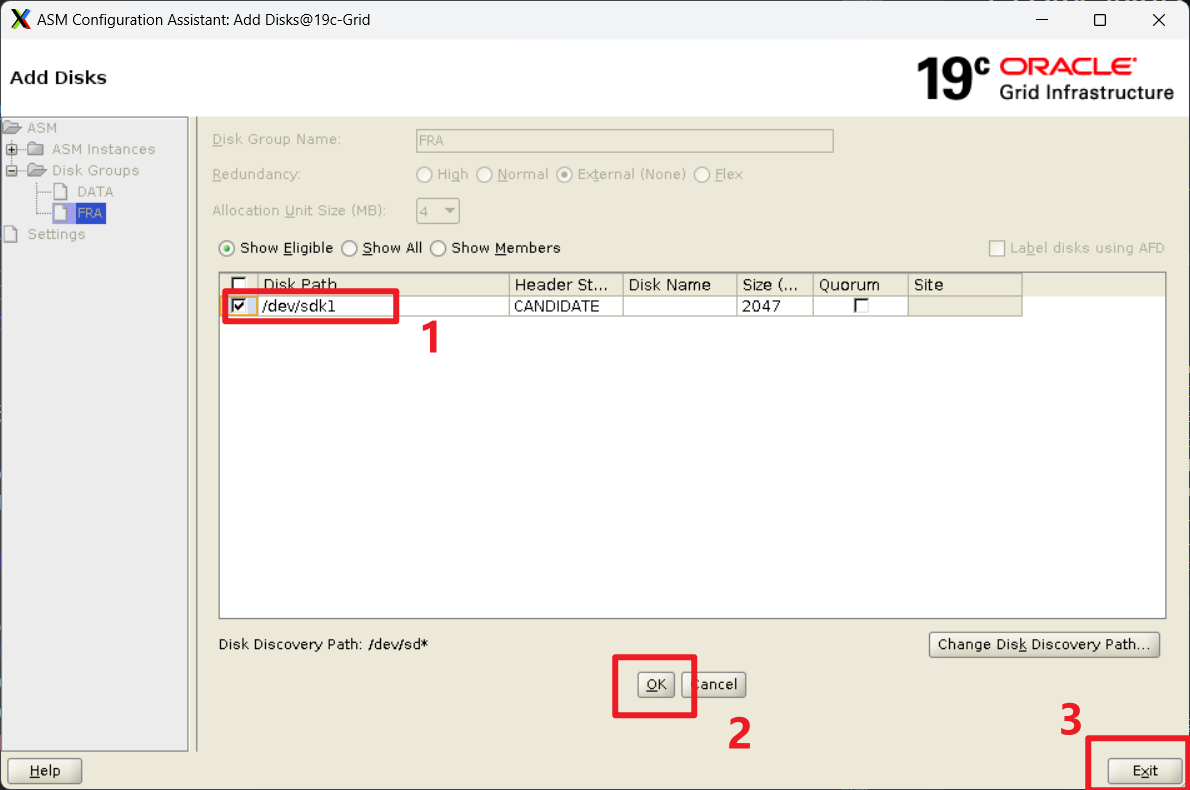 ASM Configuration Assistant: Add Disks@19c-Grid
Add Disks
19c ORACLE
Grid Infrastructure
ASM
ASM Instances
Disk Groups
DATA
FRA
Settings
Disk Group Name: FRA
Redundancy: High Normal External (None) Flex
Allocation Unit Size (MB): 4
Show Eligible Show All Show Members Label disks using AFD
Disk Path Header St... Disk Name Size (... Quorum Site
/dev/sdk1 CANDIDATE 2047
1
Disk Discovery Path: /dev/sd* Change Disk Discovery Path...
OK Cancel
2
3
Help Exit